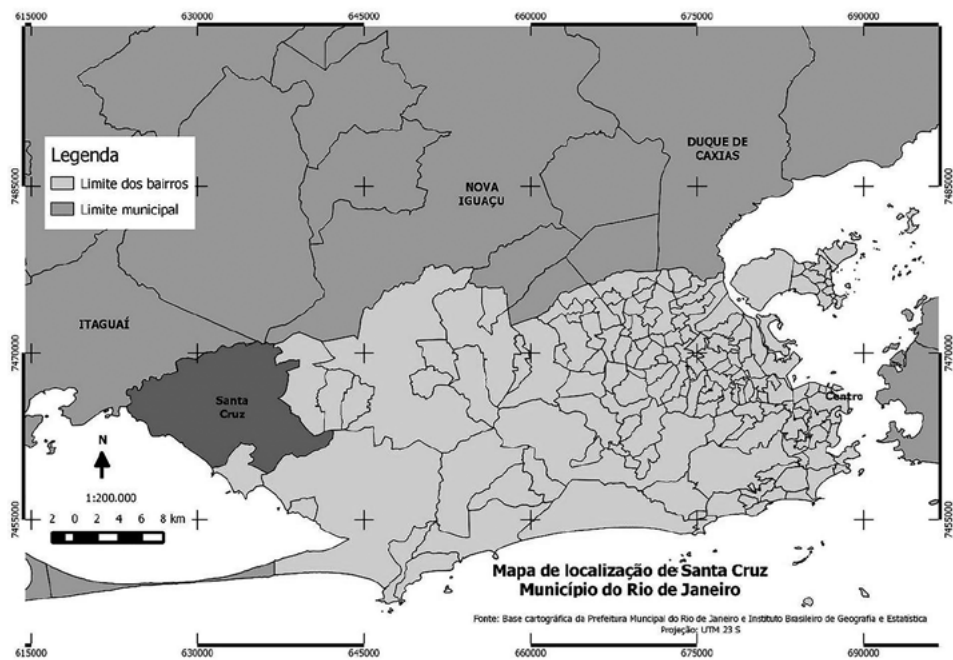 615000 630000 645000 660000 675000 690000
Legenda
Limite dos bairros
Limite municipal
DUQUE DE
CAXIAS
NOVA
IGUAÇU
7485000 7485000
ITAGUAÍ
7470000 7470000
Santa
Cruz
Centro
N
1:200.000
2 0 2 4 6 8 km
7455000 7455000
Mapa de localização de Santa Cruz
Município do Rio de Janeiro
Fonte: Base cartográfica da Prefeitura Muncipal do Rio de Janeiro e Instituto Brasileiro de Geografia e Estatística
Projeção: UTM 23 S
615000 630000 645000 660000 675000 690000